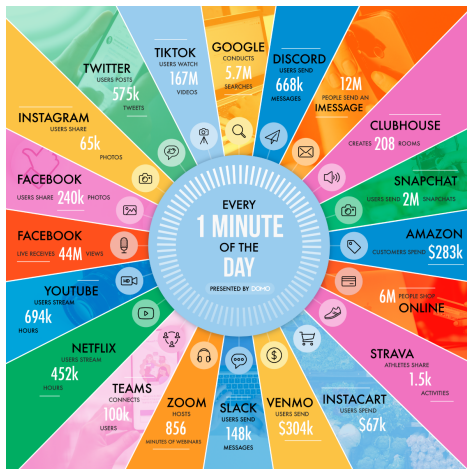 EVERY
1 MINUTE
OF THE
DAY
PRESENTED BY DOMO
GOOGLE
CONDUCTS
5.7M
SEARCHES
DISCORD
USERS SEND
668k
MESSAGES
12M
PEOPLE SEND AN
IMESSAGE
CLUBHOUSE
CREATES 208 ROOMS
SNAPCHAT
USERS SEND 2M SNAPCHATS
AMAZON
CUSTOMERS SPEND $283k
6M PEOPLE SHOP
ONLINE
STRAVA
ATHLETES SHARE
1.5k
ACTIVITIES
INSTACART
USERS SPEND
$67k
VENMO
USERS SEND
$304k
SLACK
USERS SEND
148k
MESSAGES
ZOOM
HOSTS
856
MINUTES OF WEBINARS
TEAMS
CONNECTS
100k
USERS
NETFLIX
USERS STREAM
452k
HOURS
YOUTUBE
USERS STREAM
694k
HOURS
FACEBOOK
LIVE RECEIVES 44M VIEWS
FACEBOOK
USERS SHARE 240k PHOTOS
INSTAGRAM
USERS SHARE
65k
PHOTOS
TWITTER
USERS POSTS
575k
TWEETS
TIKTOK
USERS WATCH
167M
VIDEOS
HD
$